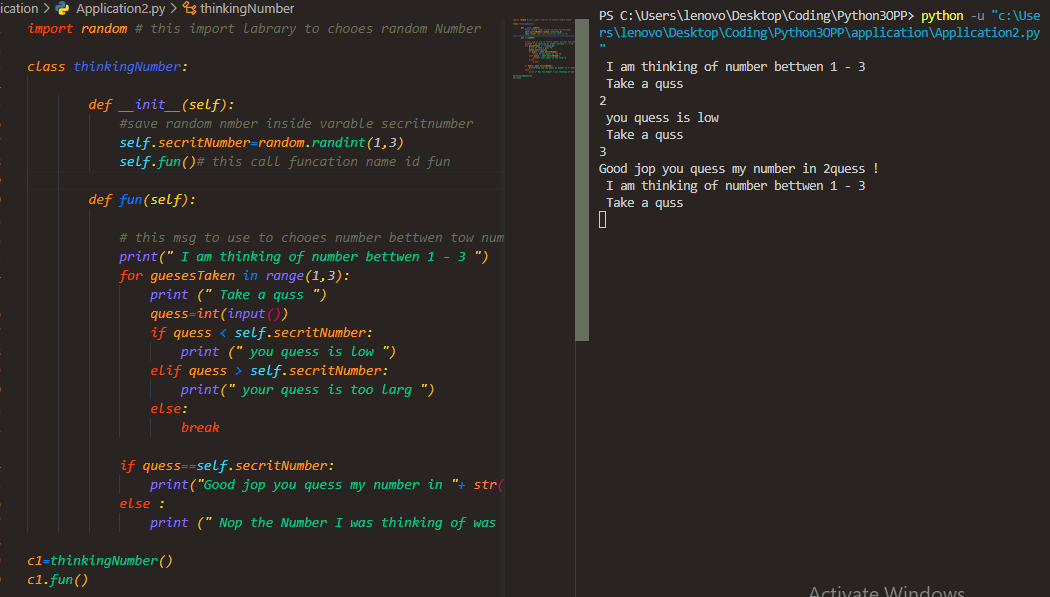 ication > Application2.py > thinkingNumber
import random # this import labrary to chooes random Number
class thinkingNumber:
def __init__(self):
#save random nmber inside varable secritnumber
self.secritNumber=random.randint(1,3)
self.fun()# this call funcation name id fun
def fun(self):
# this msg to use to chooes number bettwen tow num
print(" I am thinking of number bettwen 1 - 3 ")
for guesesTaken in range(1,3):
print (" Take a quss ")
quess=int(input())
if quess < self.secritNumber:
print (" you quess is low ")
elif quess > self.secritNumber:
print(" your quess is too larg ")
else:
break
if quess==self.secritNumber:
print("Good jop you quess my number in "+ str(
else :
print (" Nop the Number I was thinking of was
c1=thinkingNumber()
c1.fun()
PS C:\Users\lenovo\Desktop\Coding\Python3OPP> python -u "c:\Use
rs\lenovo\Desktop\Coding\Python3OPP\application\Application2.py
"
I am thinking of number bettwen 1 - 3
Take a quss
2
you quess is low
Take a quss
3
Good jop you quess my number in 2quess !
I am thinking of number bettwen 1 - 3
Take a quss
Activate Windows